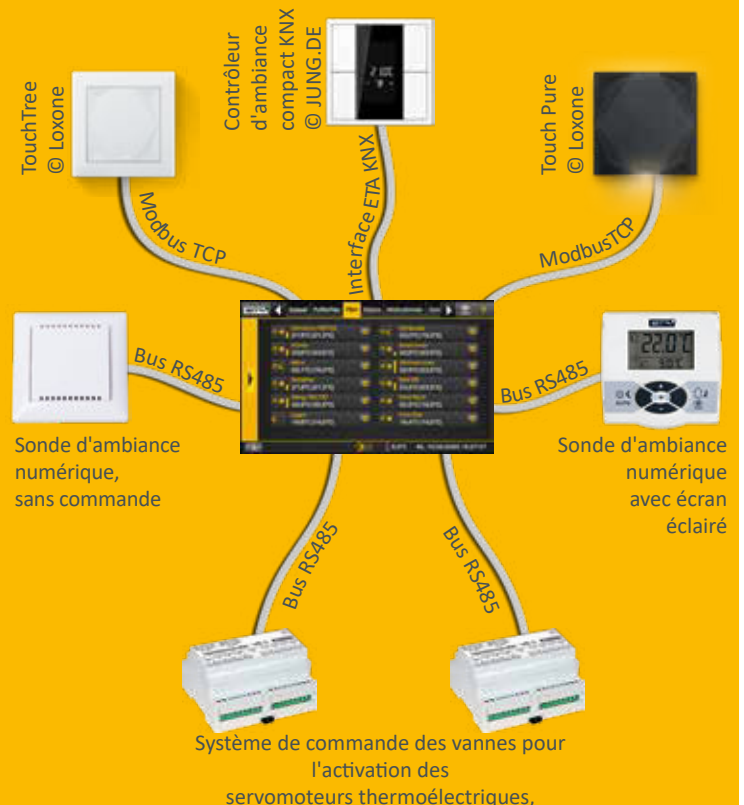 TouchTree
© Loxone
Contrôleur
d'ambiance
compact KNX
© JUNG.DE
Touch Pure
© Loxone
Modbus TCP
Interface ETA KNX
ModbusTCP
Bus RS485
22.0°C
Bus RS485
Sonde d'ambiance
numérique,
sans commande
Sonde d'ambiance
numérique
avec écran
éclairé
Bus RS485
Bus RS485
Système de commande des vannes pour
l'activation des
servomoteurs thermoélectriques,